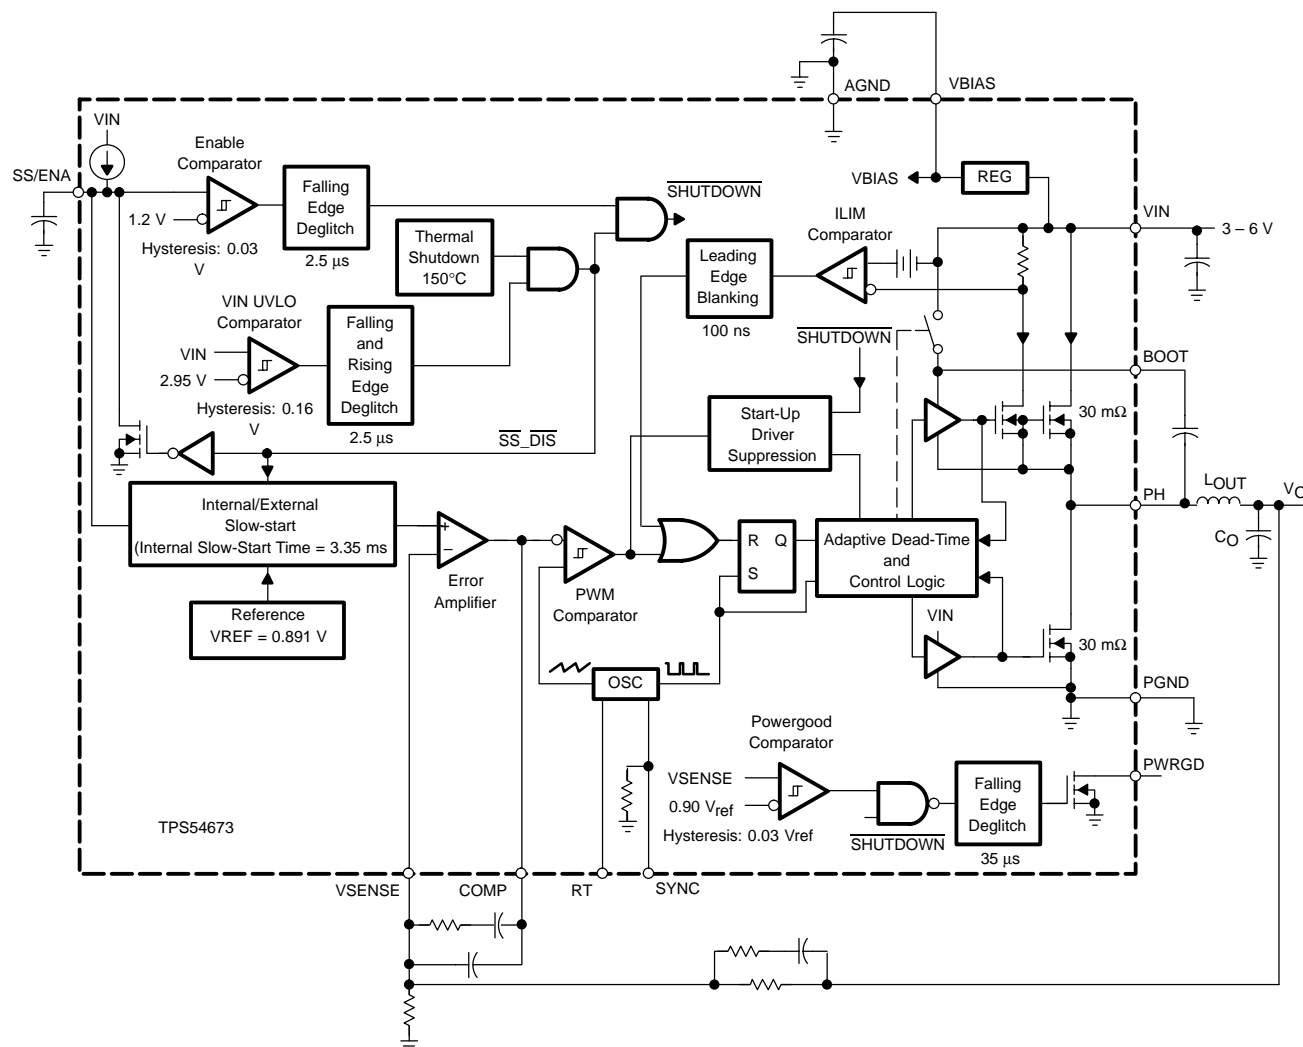 AGND
VBIAS
VIN
Enable
Comparator
SS/ENA
1.2 V
Hysteresis: 0.03
V
Falling
Edge
Deglitch
2.5 μs
SHUTDOWN
VBIAS
REG
VIN
3 – 6 V
Thermal
Shutdown
150°C
Leading
Edge
Blanking
100 ns
ILIM
Comparator
VIN UVLO
Comparator
VIN
2.95 V
Hysteresis: 0.16
V
Falling
and
Rising
Edge
Deglitch
2.5 μs
SHUTDOWN
BOOT
SS_DIS
Start-Up
Driver
Suppression
30 mΩ
Internal/External
Slow-start
(Internal Slow-Start Time = 3.35 ms
Reference
VREF = 0.891 V
+
−
Error
Amplifier
PWM
Comparator
R Q
S
Adaptive Dead-Time
and
Control Logic
PH
LOUT
VO
CO
VIN
30 mΩ
OSC
PGND
Powergood
Comparator
VSENSE
0.90 Vref
Hysteresis: 0.03 Vref
SHUTDOWN
Falling
Edge
Deglitch
35 μs
PWRGD
TPS54673
VSENSE
COMP
RT
SYNC